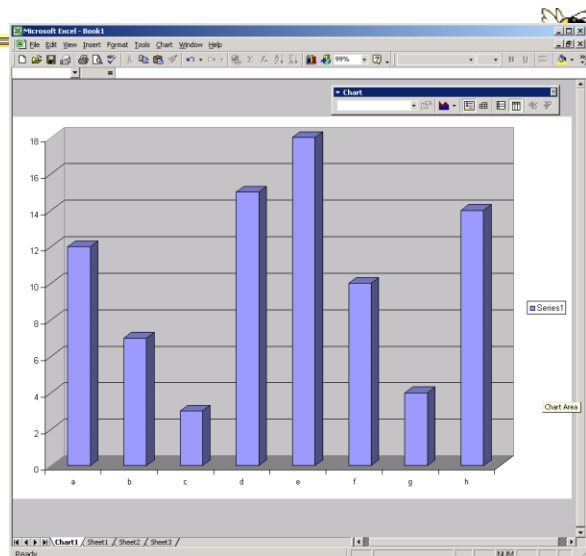 Microsoft Excel - Book1
File Edit View Insert Format Tools Chart Window Help
99%
B U
=
Chart
18
16
14
12
10
8
6
4
2
0
a b c d e f g h
Series1
Chart Area
Chart1 Sheet1 Sheet2 Sheet3
Ready NUM